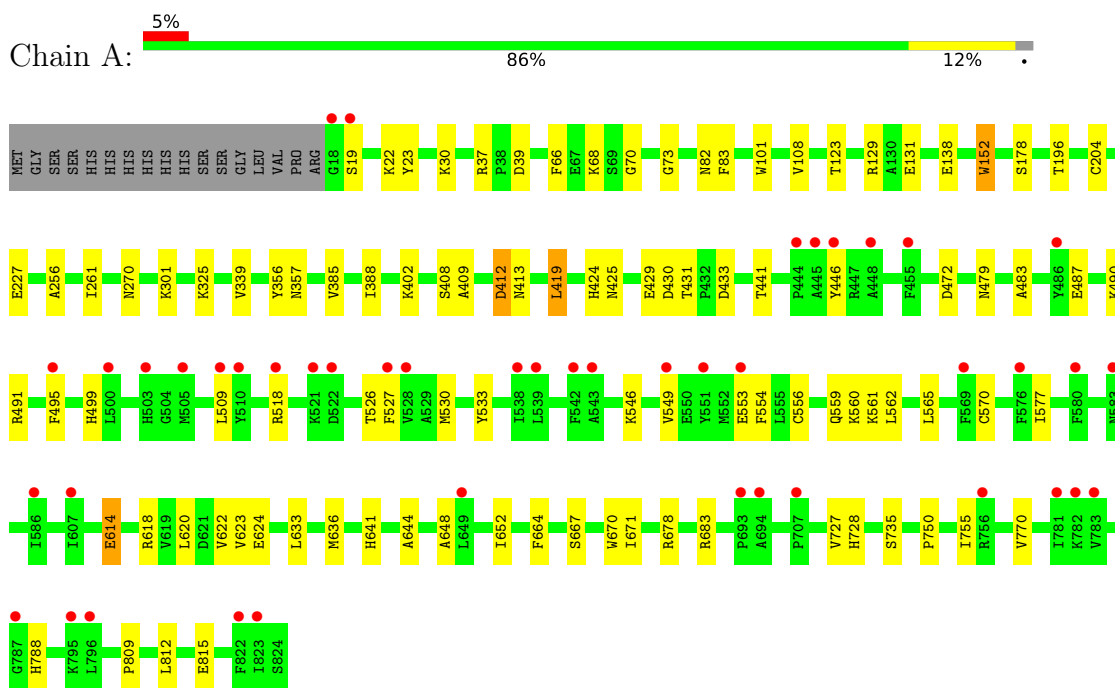 5%
Chain A:
86% 12% •
MET GLY SER SER HIS HIS HIS HIS HIS HIS SER SER GLY LEU VAL PRO ARG G18 S19 K22 Y23 K30 R37 P38 D39 F66 E67 K68 S69 G70 G73 N82 F83 W101 V108 T123 R129 A130 E131 E138 W152 S178 T196 C204
E227 A256 I261 N270 K301 K325 V339 Y356 N357 V385 I388 K402 S408 A409 D412 N413 L419 H424 N425 E429 D430 T431 P432 D433 T441 P444 A445 Y446 R447 A448 F455 D472 N479 A483 Y486 E487 K490
R491 F495 H499 L500 H503 G504 M505 L509 Y510 R518 K521 D522 T526 F527 V528 A529 M530 Y533 I538 L539 F542 A543 K546 V549 E550 Y551 M552 E553 F554 L555 C556 Q559 K560 K561 L562 L565 F569 C570 F576 I577 F580 N583
I586 I607 E614 R618 V619 L620 D621 V622 V623 E624 L633 M636 H641 A644 A648 L649 I652 F664 S667 W670 I671 R678 R683 P693 A694 P707 V727 H728 S735 P750 I755 R756 V770 I781 K782 V783
G787 H788 K795 L796 P809 L812 E815 F822 I823 S824